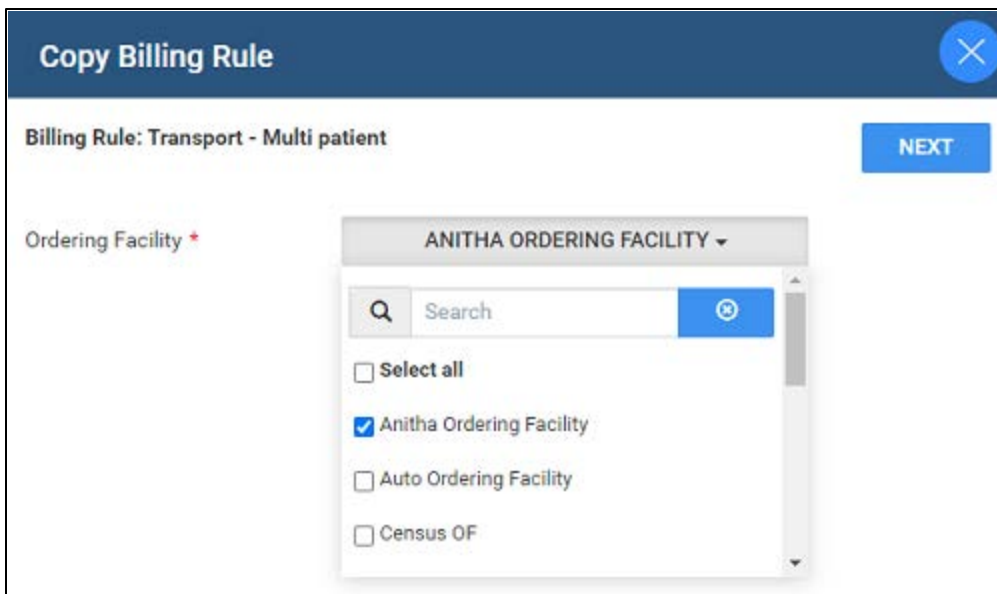 Copy Billing Rule
Billing Rule: Transport - Multi patient
NEXT
Ordering Facility *
ANITHA ORDERING FACILITY
Search
Select all
Anitha Ordering Facility
Auto Ordering Facility
Census OF